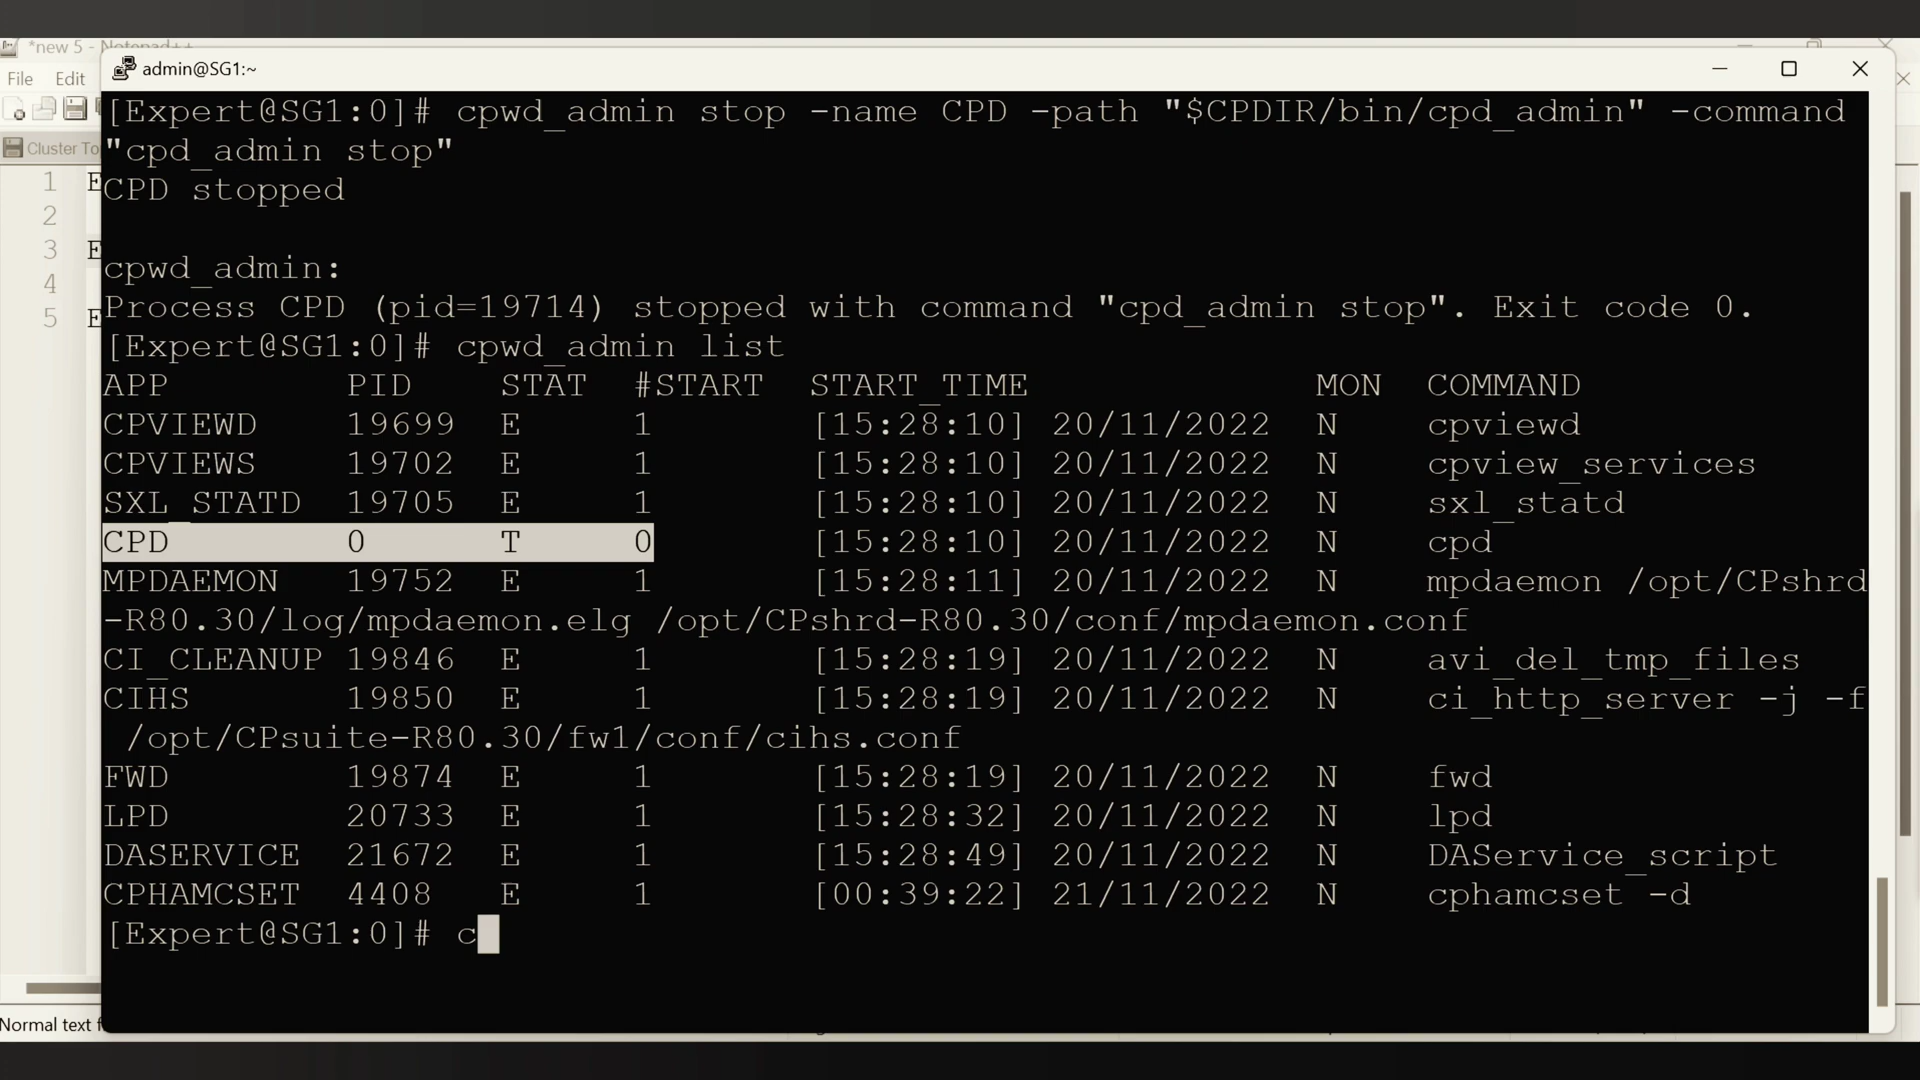 *new 5 - Notepad++
admin@SG1:~
File Edit
Cluster To
1 E
2
3 E
4
5 E
[Expert@SG1:0]# cpwd_admin stop -name CPD -path "$CPDIR/bin/cpd_admin" -command
"cpd_admin stop"
CPD stopped
cpwd_admin:
Process CPD (pid=19714) stopped with command "cpd_admin stop". Exit code 0.
[Expert@SG1:0]# cpwd_admin list
APP PID STAT #START START_TIME MON COMMAND
CPVIEWD 19699 E 1 [15:28:10] 20/11/2022 N cpviewd
CPVIEWS 19702 E 1 [15:28:10] 20/11/2022 N cpview_services
SXL_STATD 19705 E 1 [15:28:10] 20/11/2022 N sxl_statd
CPD 0 T 0 [15:28:10] 20/11/2022 N cpd
MPDAEMON 19752 E 1 [15:28:11] 20/11/2022 N mpdaemon /opt/CPshrd
-R80.30/log/mpdaemon.elg /opt/CPshrd-R80.30/conf/mpdaemon.conf
CI_CLEANUP 19846 E 1 [15:28:19] 20/11/2022 N avi_del_tmp_files
CIHS 19850 E 1 [15:28:19] 20/11/2022 N ci_http_server -j -f
/opt/CPsuite-R80.30/fw1/conf/cihs.conf
FWD 19874 E 1 [15:28:19] 20/11/2022 N fwd
LPD 20733 E 1 [15:28:32] 20/11/2022 N lpd
DASERVICE 21672 E 1 [15:28:49] 20/11/2022 N DAService_script
CPHAMCSET 4408 E 1 [00:39:22] 21/11/2022 N cphamcset -d
[Expert@SG1:0]# c
Normal text f